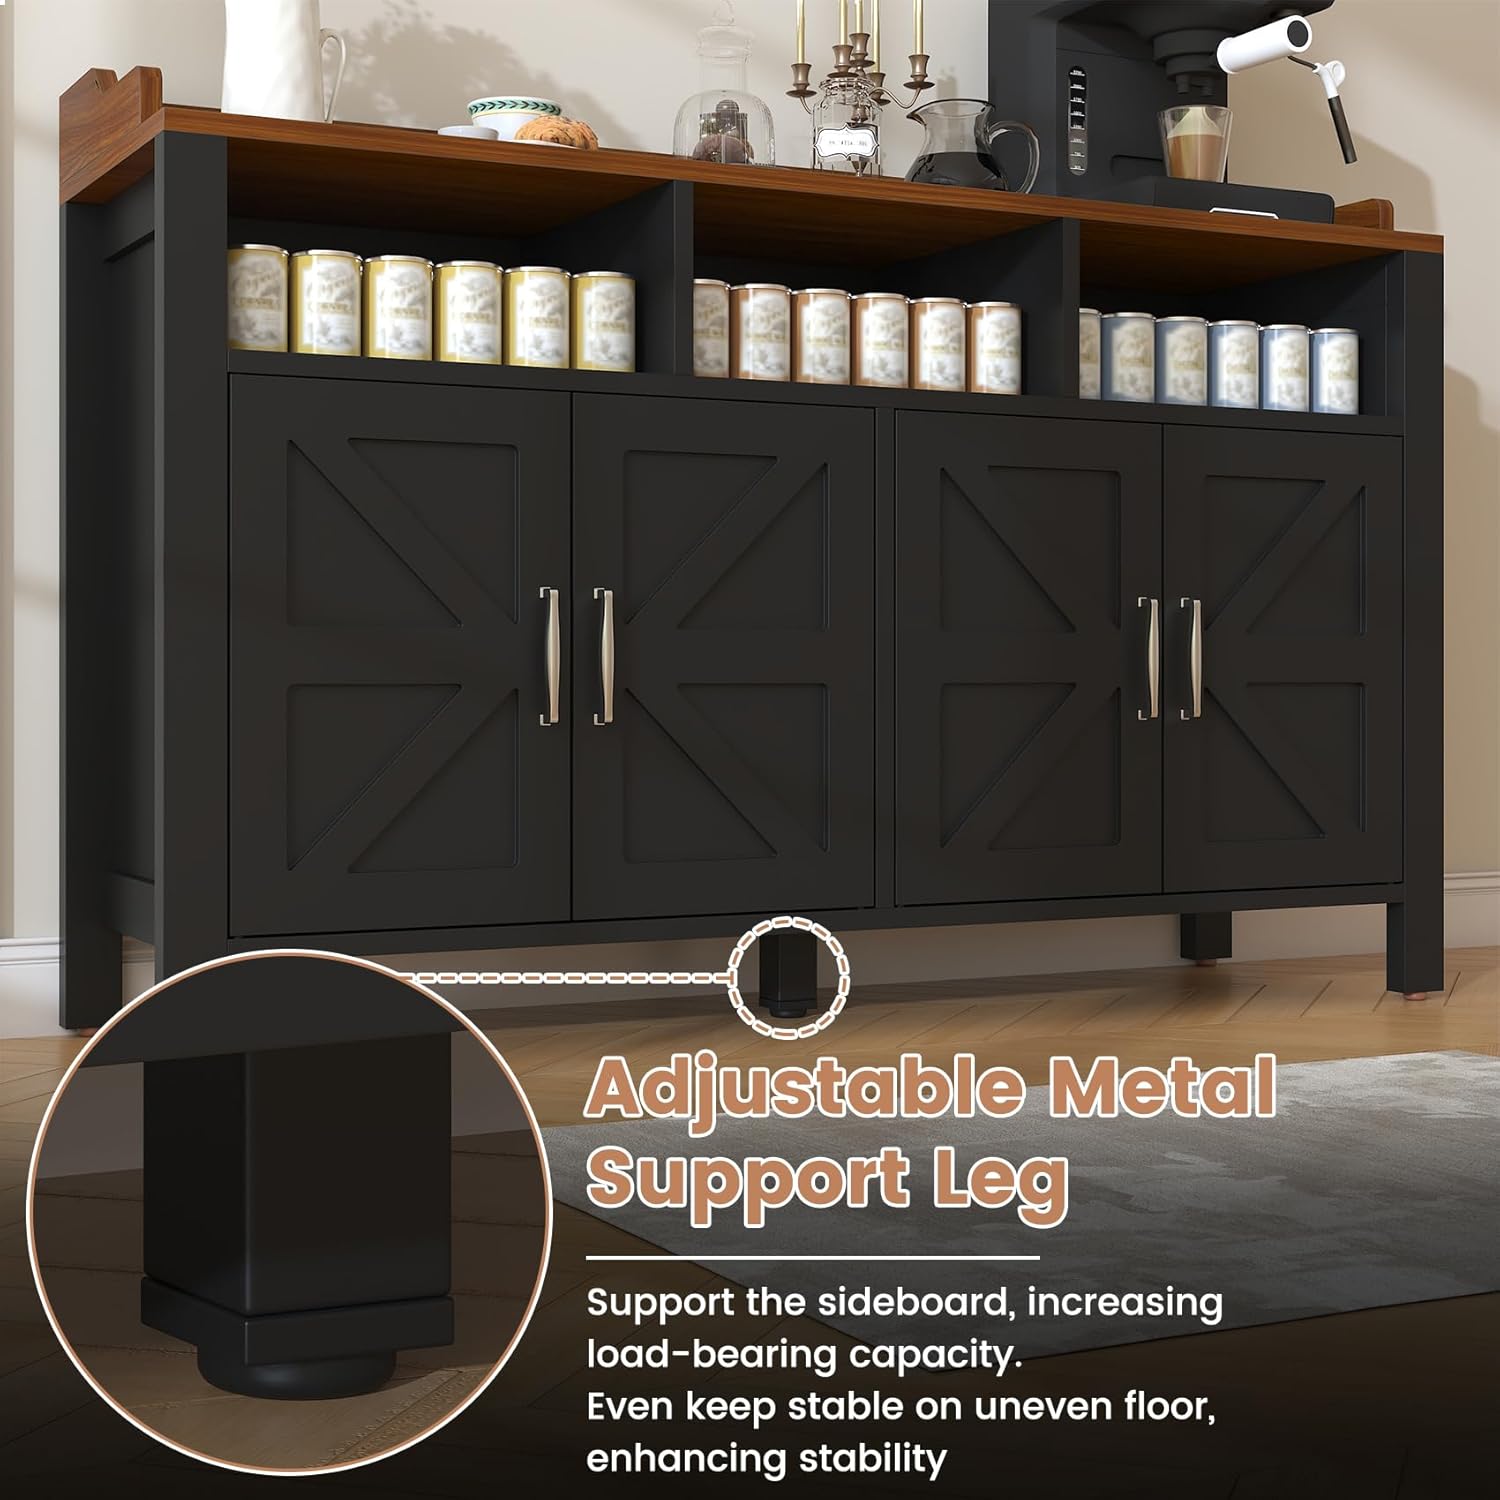 Adjustable Metal
Support Leg
Support the sideboard, increasing
load-bearing capacity.
Even keep stable on uneven floor,
enhancing stability